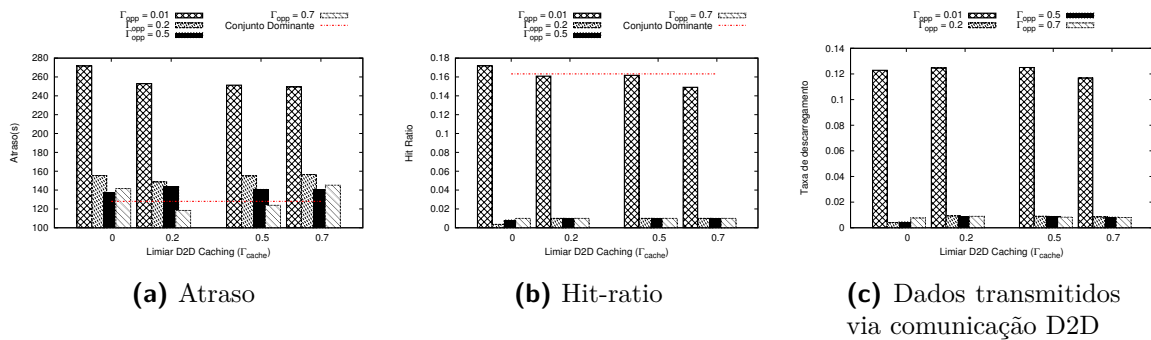 Γopp = 0.01
Γopp = 0.2
Γopp = 0.5
Γopp = 0.7
Conjunto Dominante
280
260
240
220
200
180
160
140
120
100
Atraso(s)
0 0.2 0.5 0.7
Limiar D2D Caching (Γcache)
(a) Atraso
Γopp = 0.01
Γopp = 0.2
Γopp = 0.5
Γopp = 0.7
Conjunto Dominante
0.18
0.16
0.14
0.12
0.1
0.08
0.06
0.04
0.02
0
Hit Ratio
0 0.2 0.5 0.7
Limiar D2D Caching (Γcache)
(b) Hit-ratio
Γopp = 0.01
Γopp = 0.2
Γopp = 0.5
Γopp = 0.7
0.14
0.12
0.1
0.08
0.06
0.04
0.02
0
Taxa de descarregamento
0 0.2 0.5 0.7
Limiar D2D Caching (Γcache)
(c) Dados transmitidos
via comunicação D2D